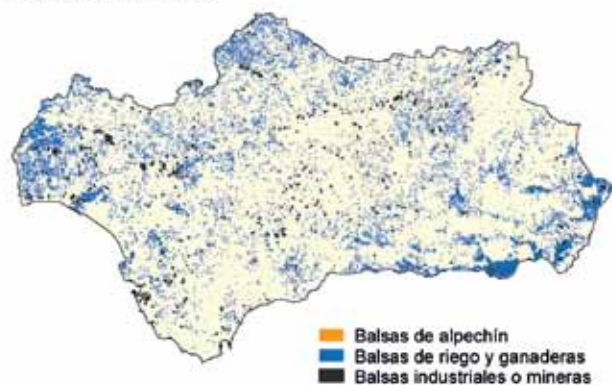 Balsas de alpechín
Balsas de riego y ganaderas
Balsas industriales o mineras